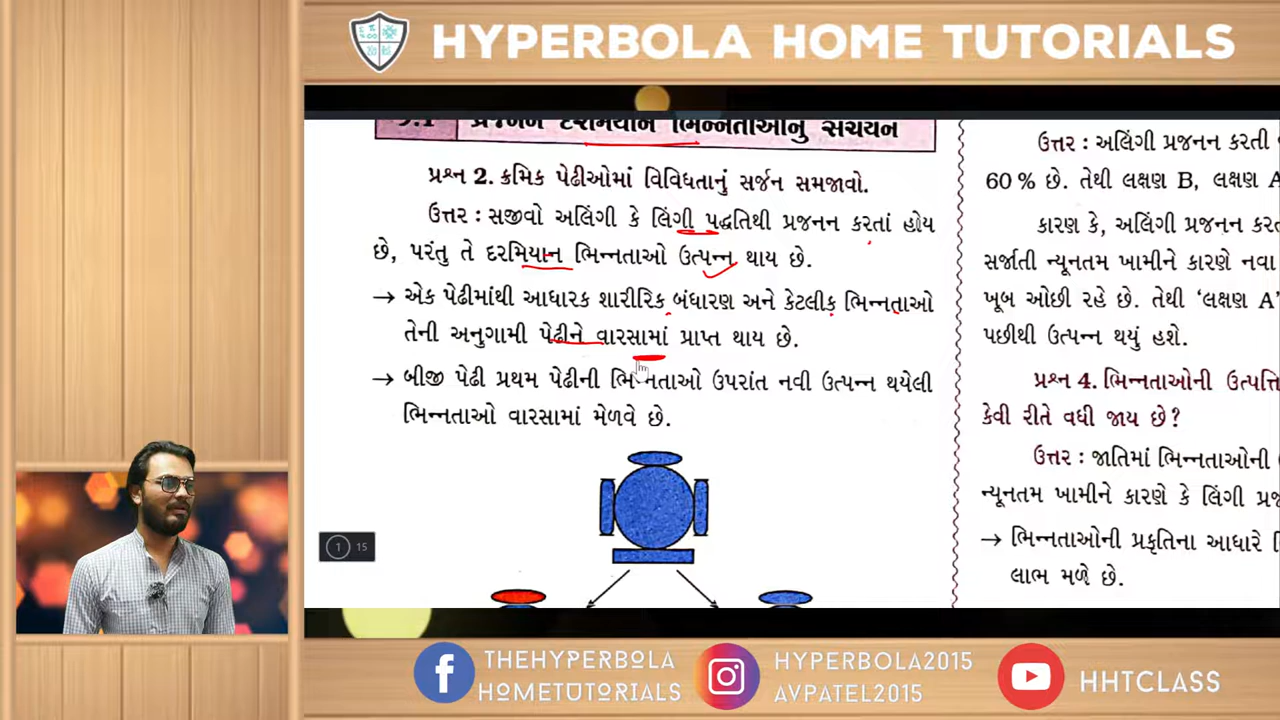 HYPERBOLA HOME TUTORIALS
પ્રજનન દરમિયાન ભિન્નતાઓનું સંચયન
પ્રશ્ન 2. ક્રમિક પેઢીઓમાં વિવિધતાનું સર્જન સમજાવો.
ઉત્તર : સજીવો અલિંગી કે લિંગી પદ્ધતિથી પ્રજનન કરતાં હોય
છે, પરંતુ તે દરમિયાન ભિન્નતાઓ ઉત્પન્ન થાય છે.
→ એક પેઢીમાંથી આધારક શારીરિક બંધારણ અને કેટલીક ભિન્નતાઓ
તેની અનુગામી પેઢીને વારસામાં પ્રાપ્ત થાય છે.
→ બીજી પેઢી પ્રથમ પેઢીની ભિન્નતાઓ ઉપરાંત નવી ઉત્પન્ન થયેલી
ભિન્નતાઓ વારસામાં મેળવે છે.
1 15
ઉત્તર : અલિંગી પ્રજનન કરતી
60 % છે. તેથી લક્ષણ B, લક્ષણ A
કારણ કે, અલિંગી પ્રજનન કરત
સર્જાતી ન્યૂનતમ ખામીને કારણે નવા
ખૂબ ઓછી રહે છે. તેથી ‘લક્ષણ A’
પછીથી ઉત્પન્ન થયું હશે.
પ્રશ્ન 4. ભિન્નતાઓની ઉત્પત્તિ
કેવી રીતે વધી જાય છે?
ઉત્તર : જાતિમાં ભિન્નતાઓની
ન્યૂનતમ ખામીને કારણે કે લિંગી પ્ર
→ ભિન્નતાઓની પ્રકૃતિના આધારે
લાભ મળે છે.
THEHYPERBOLA
HOMETUTORIALS
HYPERBOLA2015
AVPATEL2015
HHTCLASS